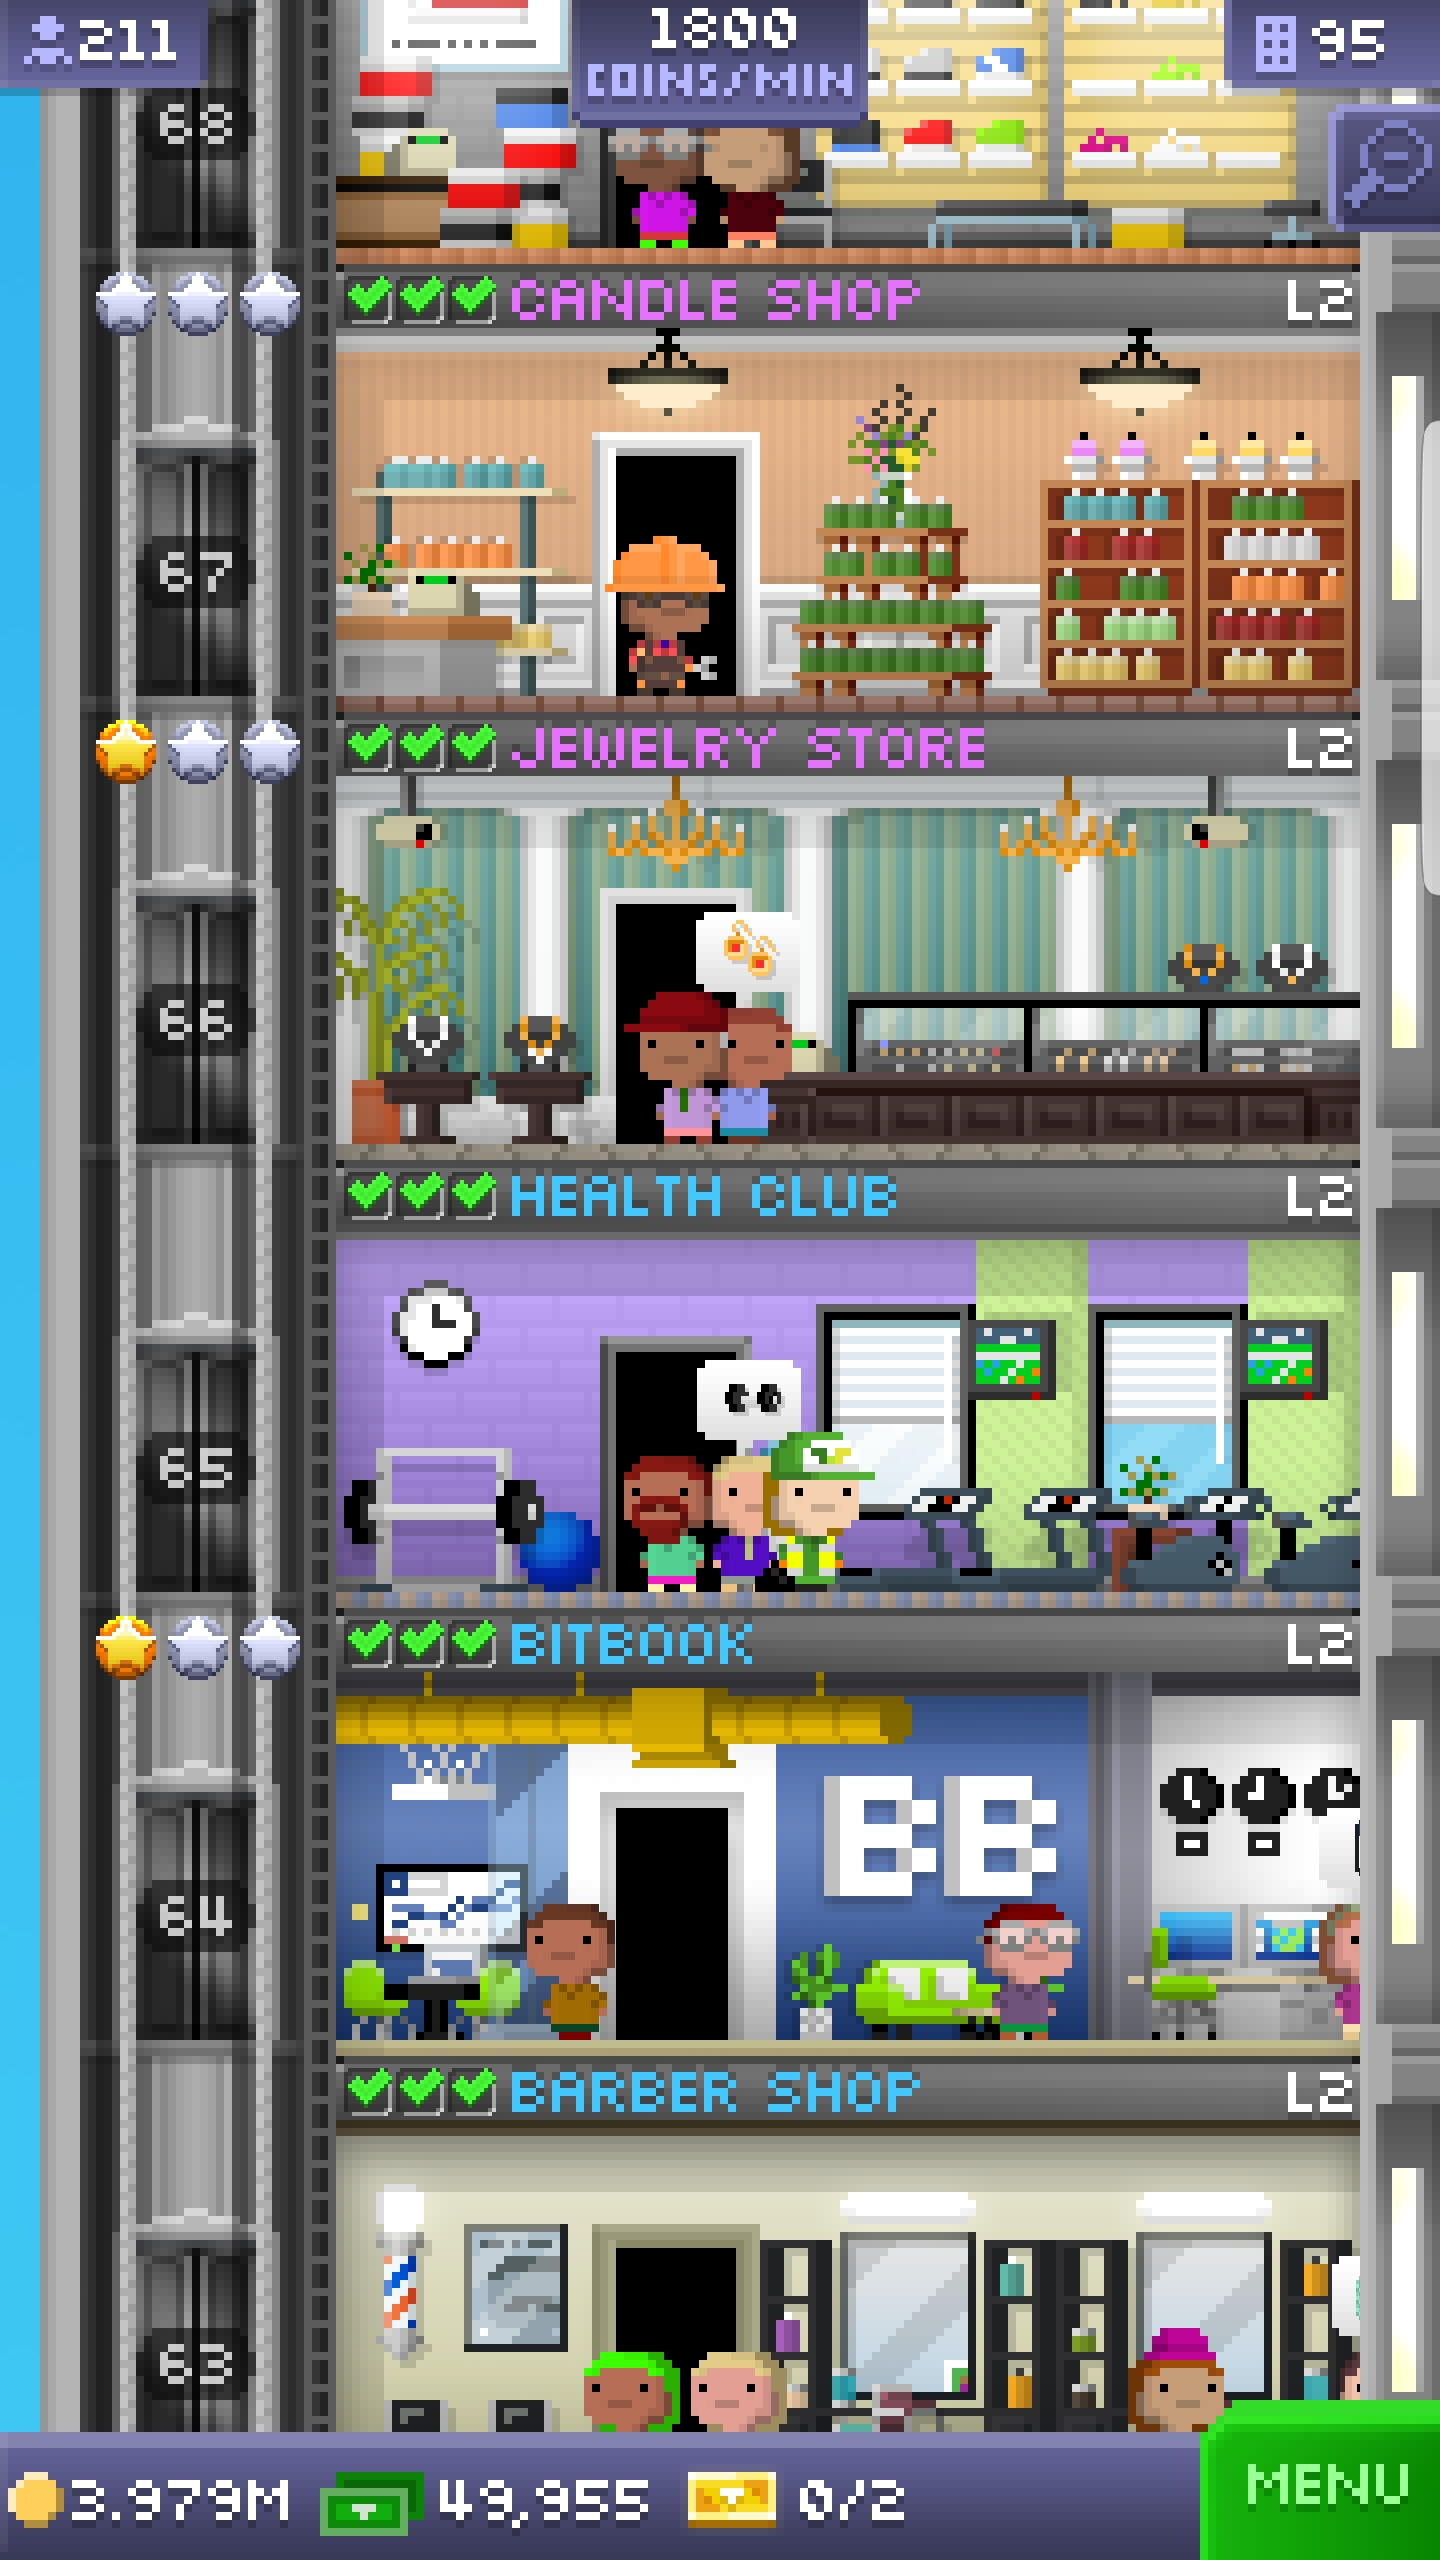 211
1800
COINS/MIN
95
68
CANDLE SHOP L2
67
JEWELRY STORE L2
66
HEALTH CLUB L2
65
BITBOOK L2
BB
64
BARBER SHOP L2
63
3.979M 49,955 0/2 MENU